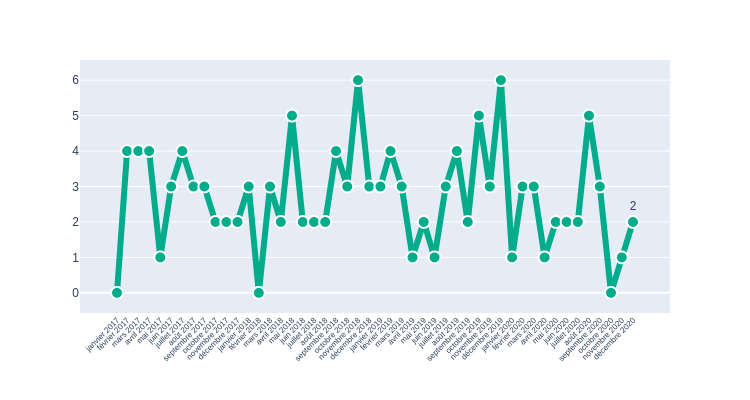 6
5
4
3
2
1
0
2
janvier 2017
février 2017
mars 2017
avril 2017
mai 2017
juin 2017
juillet 2017
août 2017
septembre 2017
octobre 2017
novembre 2017
décembre 2017
janvier 2018
février 2018
mars 2018
avril 2018
mai 2018
juin 2018
juillet 2018
août 2018
septembre 2018
octobre 2018
novembre 2018
décembre 2018
janvier 2019
février 2019
mars 2019
avril 2019
mai 2019
juin 2019
juillet 2019
août 2019
septembre 2019
octobre 2019
novembre 2019
décembre 2019
janvier 2020
février 2020
mars 2020
avril 2020
mai 2020
juin 2020
juillet 2020
août 2020
septembre 2020
octobre 2020
novembre 2020
décembre 2020